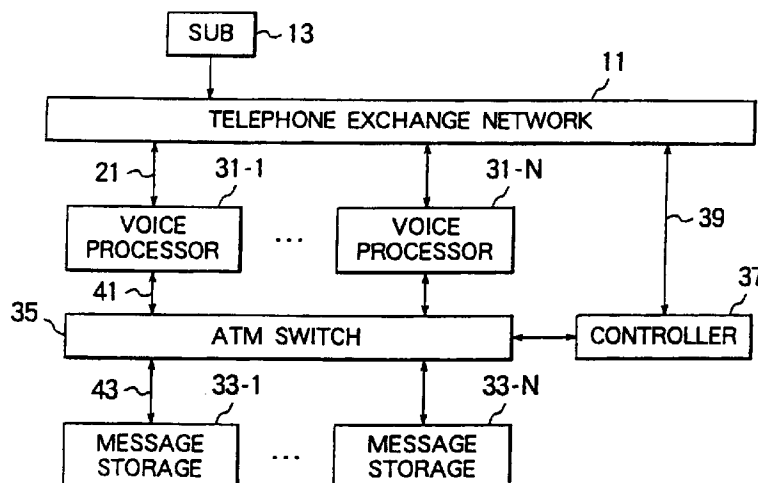 SUB 13
11
TELEPHONE EXCHANGE NETWORK
21 31-1 31-N
VOICE PROCESSOR ... VOICE PROCESSOR
39
41 37
35 ATM SWITCH CONTROLLER
43 33-1 33-N
MESSAGE STORAGE ... MESSAGE STORAGE